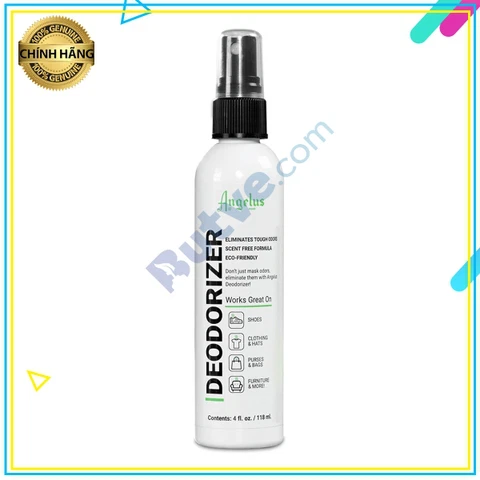 100% GENUINE
CHÍNH HÃNG
100% GENUINE
Butve.com
Angelus
DEODORIZER
ELIMINATES TOUGH ODORS
SCENT FREE FORMULA
ECO-FRIENDLY
Don't just mask odors,
eliminate them with Angelus
Deodorizer!
Works Great On
SHOES
CLOTHING
& HATS
PURSES
& BAGS
FURNITURE
& MORE!
Contents: 4 fl. oz. / 118 ml.